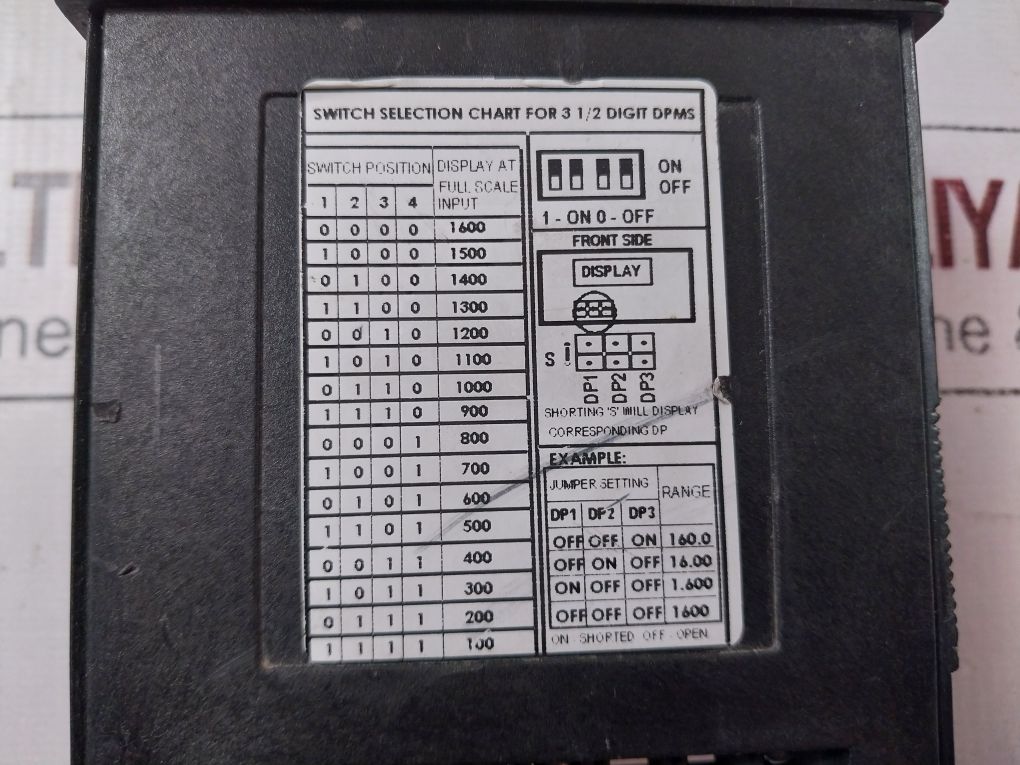 SWITCH SELECTION CHART FOR 3 1/2 DIGIT DPMS
SWITCH POSITION DISPLAY AT FULL SCALE INPUT
1 2 3 4
0 0 0 0 1600
1 0 0 0 1500
0 1 0 0 1400
1 1 0 0 1300
0 0 1 0 1200
1 0 1 0 1100
0 1 1 0 1000
1 1 1 0 900
0 0 0 1 800
1 0 0 1 700
0 1 0 1 600
1 1 0 1 500
0 0 1 1 400
1 0 1 1 300
0 1 1 1 200
1 1 1 1 100
ON
OFF
1 - ON 0 - OFF
FRONT SIDE
DISPLAY
S
DP1 DP2 DP3
SHORTING 'S' WILL DISPLAY
CORRESPONDING DP
EXAMPLE:
JUMPER SETTING RANGE
DP1 DP2 DP3
OFF OFF ON 160.0
OFF ON OFF 16.00
ON OFF OFF 1.600
OFF OFF OFF 1600
ON - SHORTED OFF - OPEN